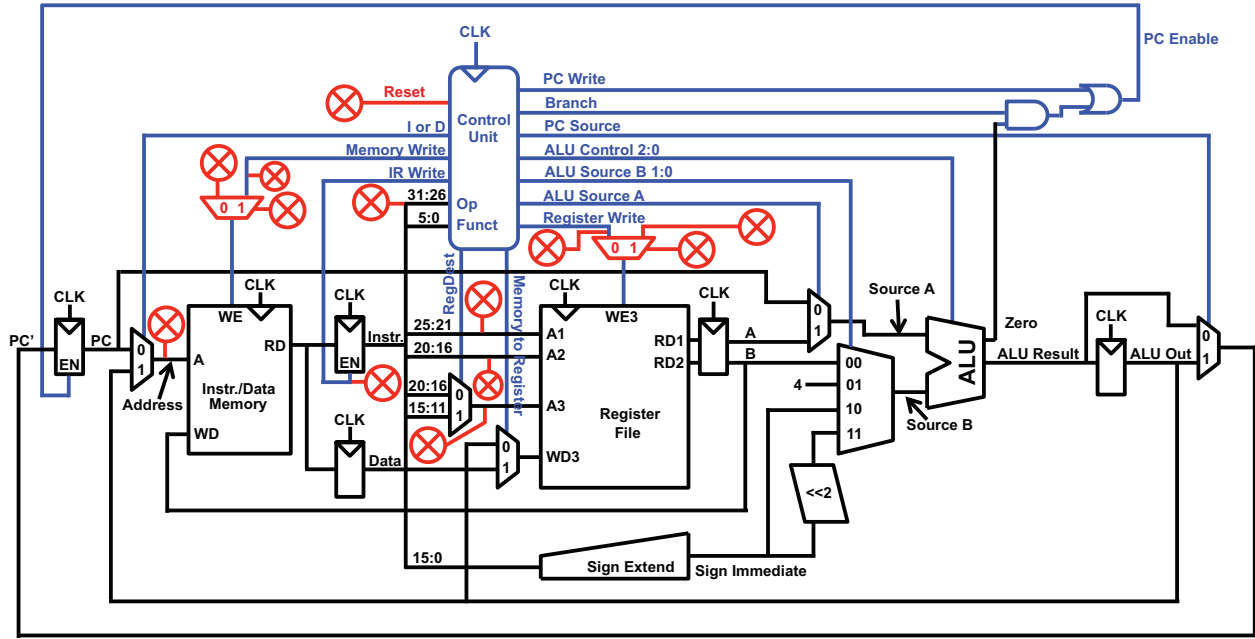 CLK
PC Enable
PC Write
Reset
Branch
Control Unit
I or D
PC Source
Memory Write
ALU Control 2:0
IR Write
ALU Source B 1:0
31:26
Op
ALU Source A
5:0
Funct
Register Write
0 1
0 1
RegDest
Memory to Register
CLK
CLK
CLK
CLK
CLK
WE
WE3
Source A
PC'
EN
PC
0
1
A
RD
EN
Instr.
25:21
A1
20:16
A2
RD1
A
RD2
B
0
1
Zero
CLK
ALU
ALU Result
ALU Out
0
1
Address
Instr./Data
Memory
WD
20:16
15:11
0
1
A3
Register
File
00
4
01
10
11
Source B
CLK
Data
0
1
WD3
<<2
15:0
Sign Extend
Sign Immediate